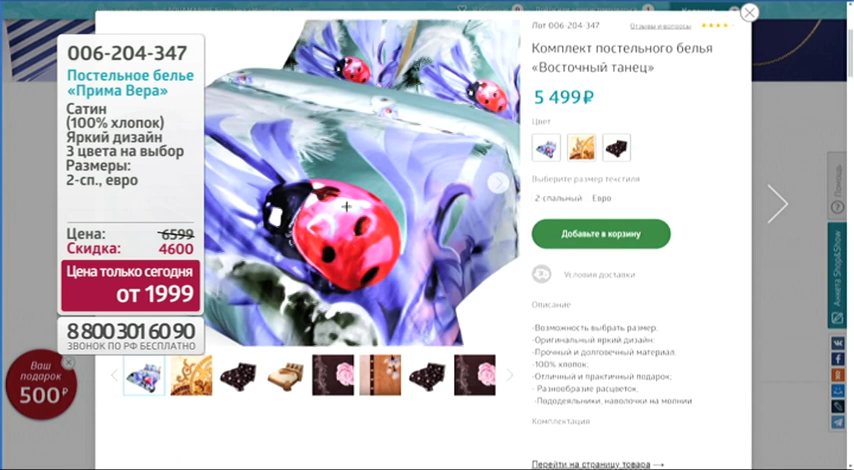 006-204-347
Постельное белье
«Прима Вера»
Сатин
(100% хлопок)
Яркий дизайн
3 цвета на выбор
Размеры:
2-сп., евро
Цена: 6599
Скидка: 4600
Цена только сегодня
от 1999
8 800 301 60 90
ЗВОНОК ПО РФ БЕСПЛАТНО
Ваш
подарок
500₽
Лот 006-204-347
Отзывы и вопросы
Комплект постельного белья
«Восточный танец»
5 499₽
Цвет
Выберите размер текстиля
2-спальный Евро
Добавьте в корзину
Условия доставки
Описание
-Возможность выбрать размер.
-Оригинальный яркий дизайн
-Прочный и долговечный материал.
-100% хлопок.
-Отличный и практичный подарок;
- Разнообразие расцветок.
-Пододеяльники, наволочки на молнии
Комплектация
Перейти на страницу товара →
Помощь
Анкета Shop&Show